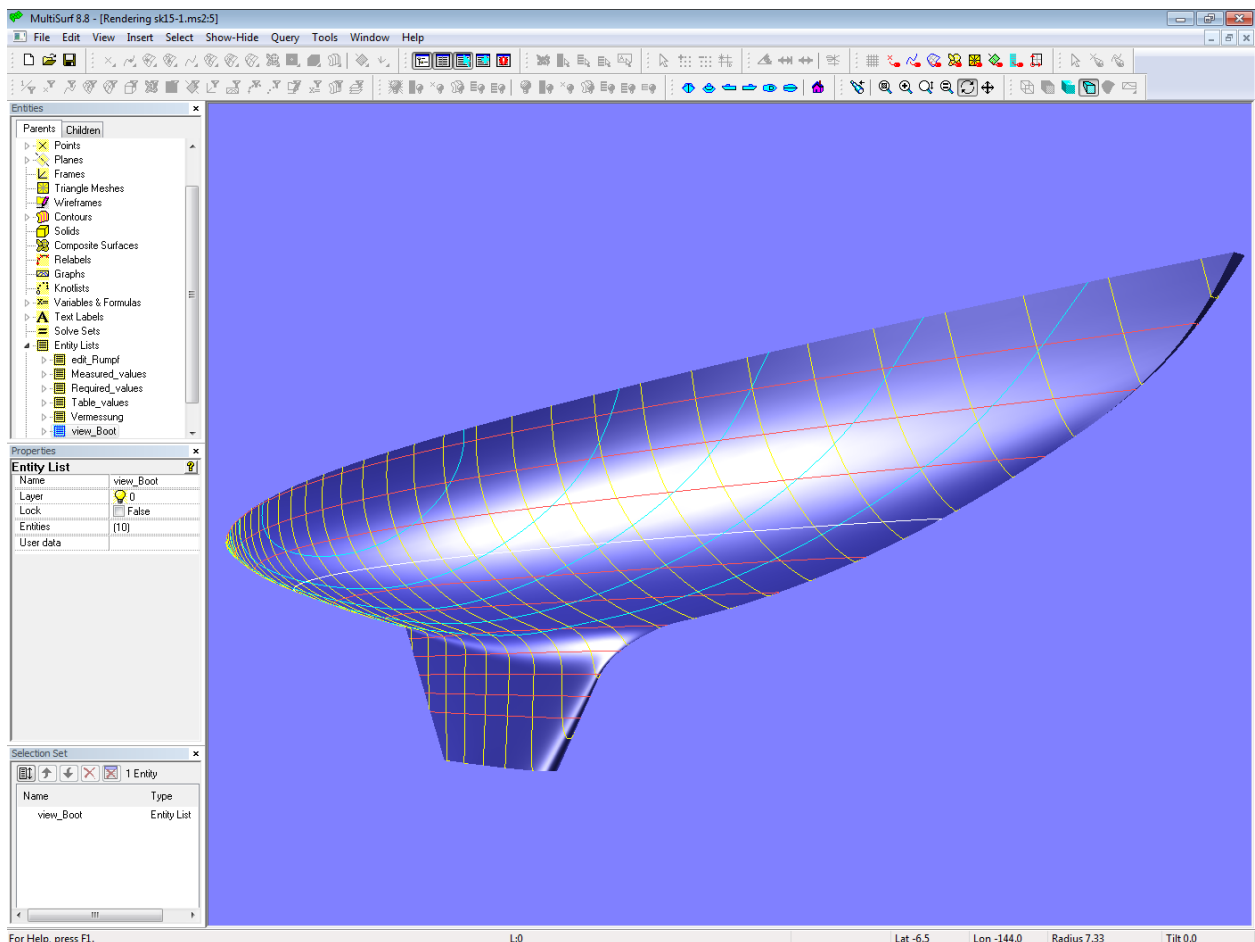 MultiSurf 8.8 - [Rendering sk15-1.ms2:5]
File Edit View Insert Select Show-Hide Query Tools Window Help
Entities
Parents Children
Points
Planes
Frames
Triangle Meshes
Wireframes
Contours
Solids
Composite Surfaces
Relabels
Graphs
Knotlists
Variables & Formulas
Text Labels
Solve Sets
Entity Lists
edit_Rumpf
Measured_values
Required_values
Table_values
Vermessung
view_Boot
Properties
Entity List
Name view_Boot
Layer 0
Lock False
Entities {10}
User data
Selection Set
1 Entity
Name Type
view_Boot Entity List
For Help, press F1. L:0 Lat -6.5 Lon -144.0 Radius 7.33 Tilt 0.0